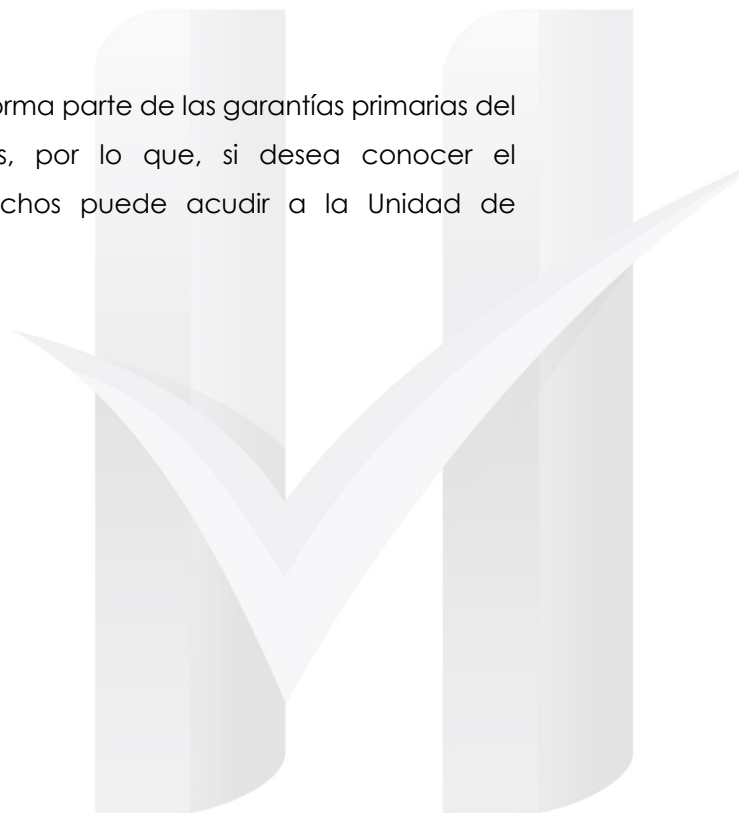 orma parte de las garantías primarias del
s, por lo que, si desea conocer el
chos puede acudir a la Unidad de